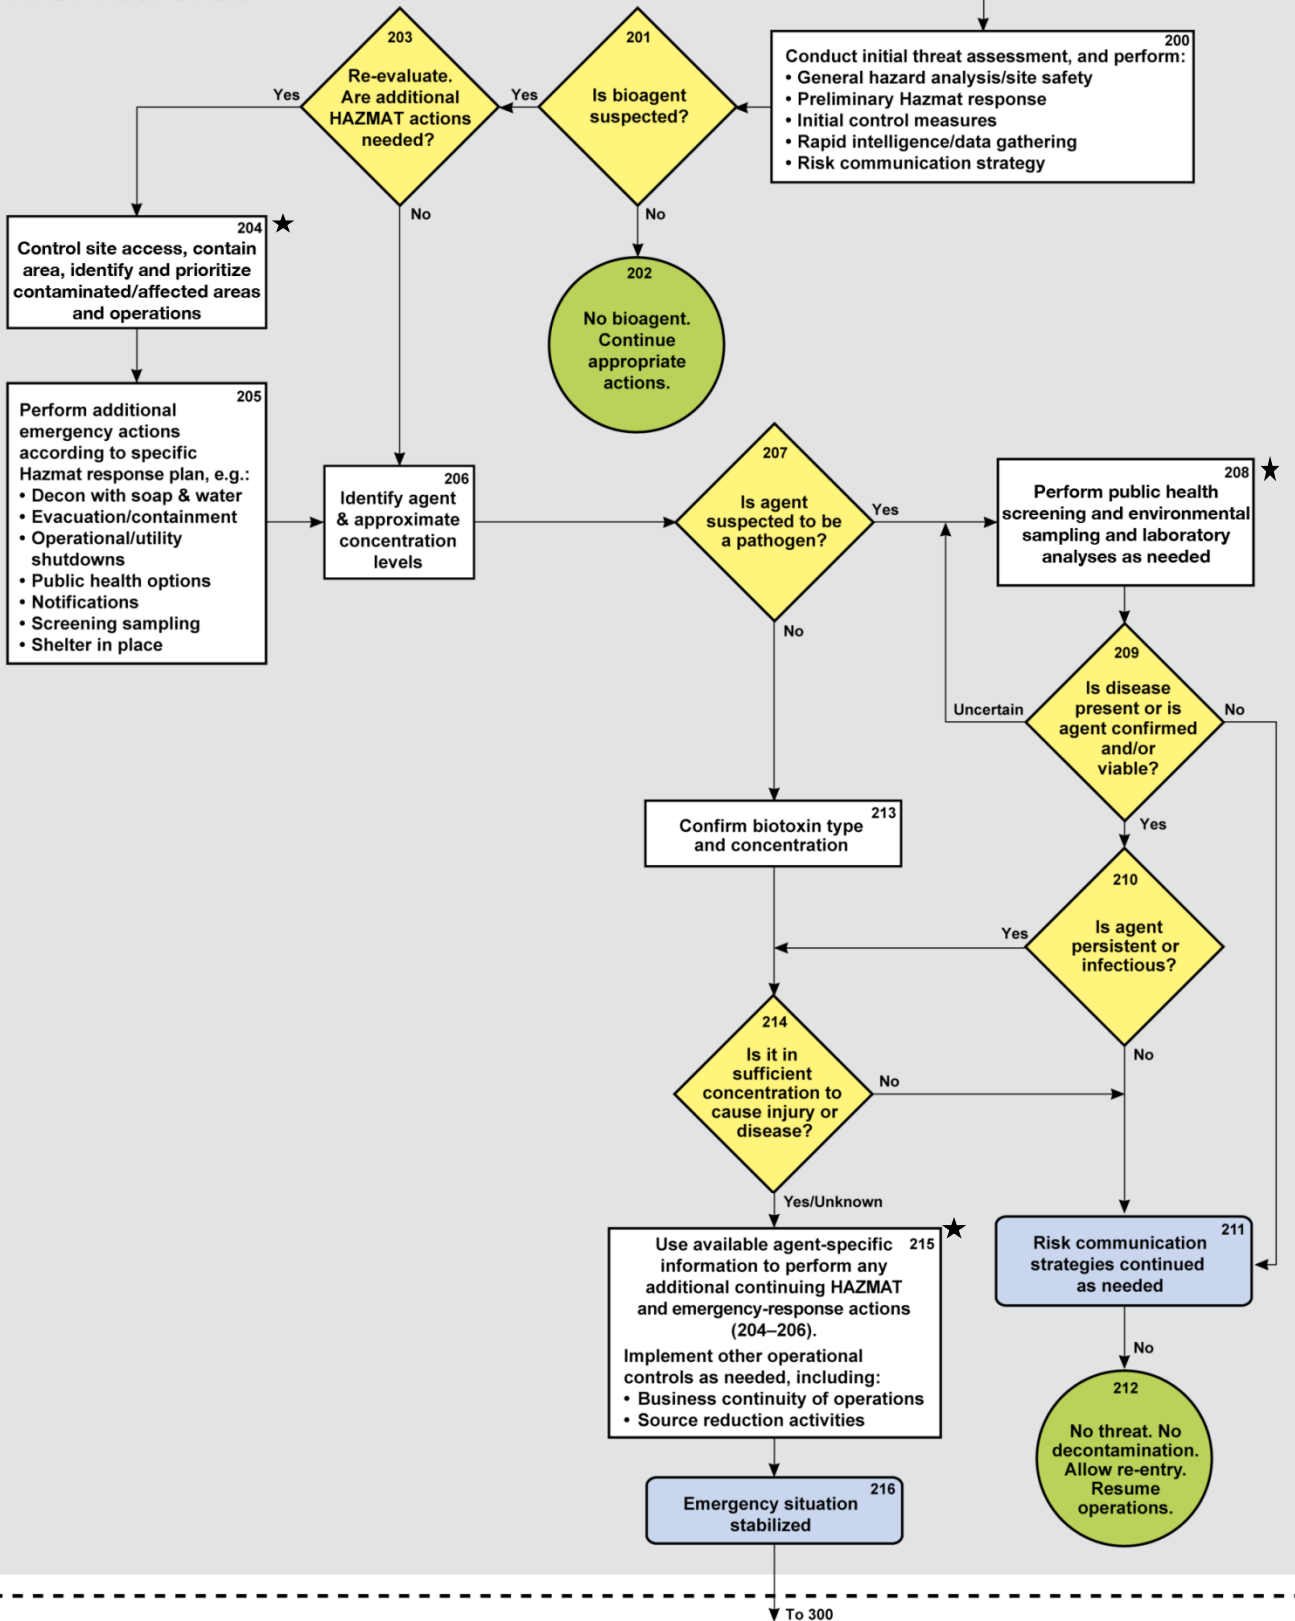 200
Conduct initial threat assessment, and perform:
• General hazard analysis/site safety
• Preliminary Hazmat response
• Initial control measures
• Rapid intelligence/data gathering
• Risk communication strategy
201
Is bioagent
suspected?
Yes
No
202
No bioagent.
Continue
appropriate
actions.
203
Re-evaluate.
Are additional
HAZMAT actions
needed?
Yes
No
204
Control site access, contain
area, identify and prioritize
contaminated/affected areas
and operations
205
Perform additional
emergency actions
according to specific
Hazmat response plan, e.g.:
• Decon with soap & water
• Evacuation/containment
• Operational/utility
shutdowns
• Public health options
• Notifications
• Screening sampling
• Shelter in place
206
Identify agent
& approximate
concentration
levels
207
Is agent
suspected to be
a pathogen?
Yes
No
208
Perform public health
screening and environmental
sampling and laboratory
analyses as needed
209
Is disease
present or is
agent confirmed
and/or
viable?
Uncertain
No
Yes
210
Is agent
persistent or
infectious?
Yes
No
213
Confirm biotoxin type
and concentration
214
Is it in
sufficient
concentration to
cause injury or
disease?
No
Yes/Unknown
215
Use available agent-specific
information to perform any
additional continuing HAZMAT
and emergency-response actions
(204–206).
Implement other operational
controls as needed, including:
• Business continuity of operations
• Source reduction activities
211
Risk communication
strategies continued
as needed
No
212
No threat. No
decontamination.
Allow re-entry.
Resume
operations.
216
Emergency situation
stabilized
To 300